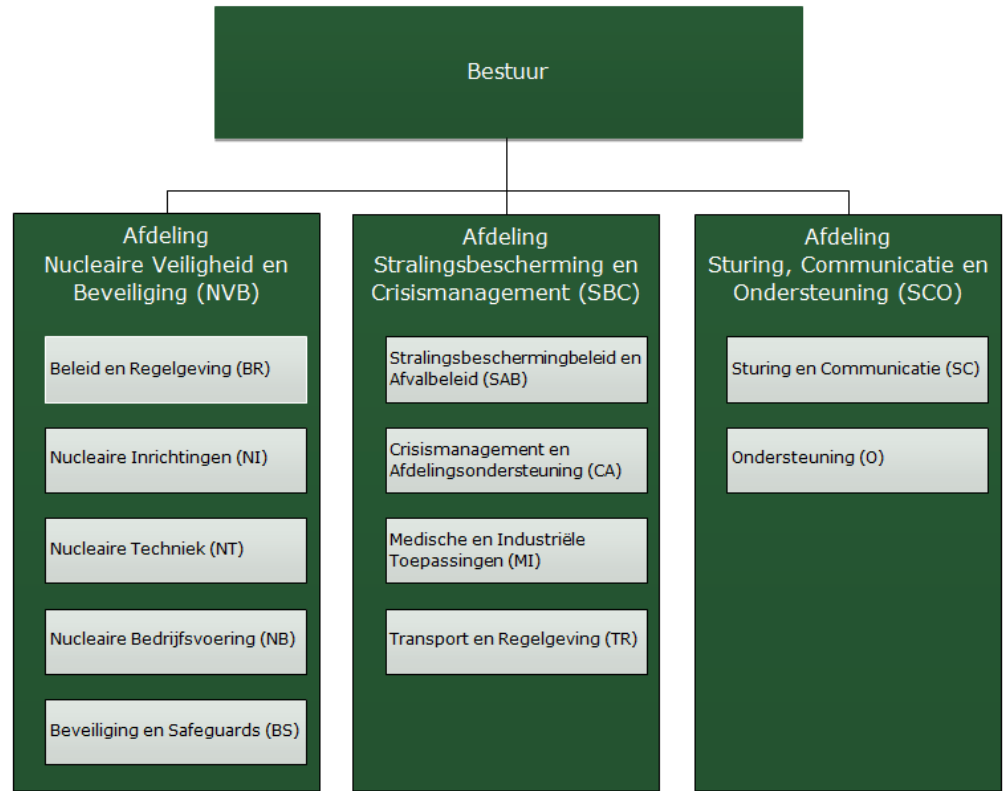 Bestuur
Afdeling
Nucleaire Veiligheid en
Beveiliging (NVB)
Beleid en Regelgeving (BR)
Nucleaire Inrichtingen (NI)
Nucleaire Techniek (NT)
Nucleaire Bedrijfsvoering (NB)
Beveiliging en Safeguards (BS)
Afdeling
Stralingsbescherming en
Crisismanagement (SBC)
Stralingsbeschermingbeleid en
Afvalbeleid (SAB)
Crisismanagement en
Afdelingsondersteuning (CA)
Medische en Industriële
Toepassingen (MI)
Transport en Regelgeving (TR)
Afdeling
Sturing, Communicatie en
Ondersteuning (SCO)
Sturing en Communicatie (SC)
Ondersteuning (O)